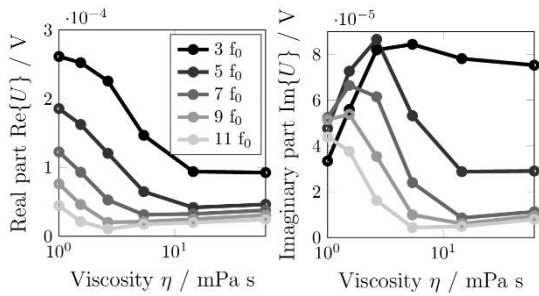 ·10⁻⁴
3
2
1
0
Real part Re{U} / V
3 f₀
5 f₀
7 f₀
9 f₀
11 f₀
10⁰
10¹
Viscosity η / mPa s
·10⁻⁵
8
6
4
2
0
Imaginary part Im{U} / V
10⁰
10¹
Viscosity η / mPa s